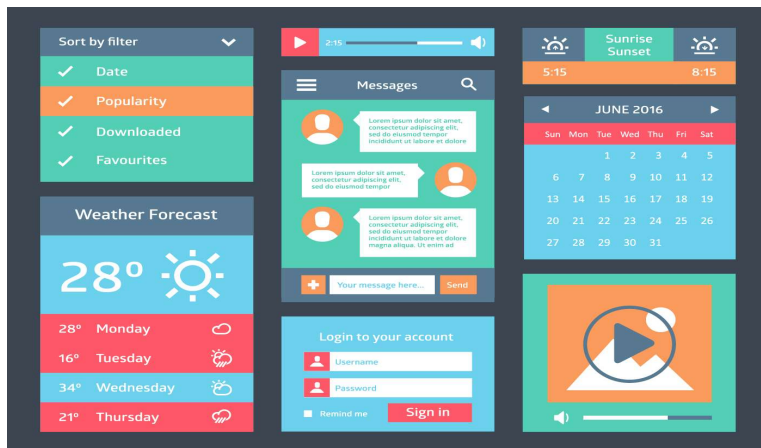 Sort by filter
Date
Popularity
Downloaded
Favourites
Weather Forecast
28°
28° Monday
16° Tuesday
34° Wednesday
21° Thursday
2:15
Messages
Lorem ipsum dolor sit amet,
consectetur adipiscing elit,
sed do eiusmod tempor
incididunt ut labore et dolore
Lorem ipsum dolor sit amet,
consectetur adipiscing elit,
sed do eiusmod tempor
Lorem ipsum dolor sit amet,
consectetur adipiscing elit,
sed do eiusmod tempor
incididunt ut labore et dolore
magna aliqua. Ut enim ad
Your message here... Send
Login to your account
Username
Password
Remind me Sign in
Sunrise
Sunset
5:15 8:15
JUNE 2016
Sun Mon Tue Wed Thu Fri Sat
1 2 3 4 5
6 7 8 9 10 11 12
13 14 15 16 17 18 19
20 21 22 23 24 25 26
27 28 29 30 31